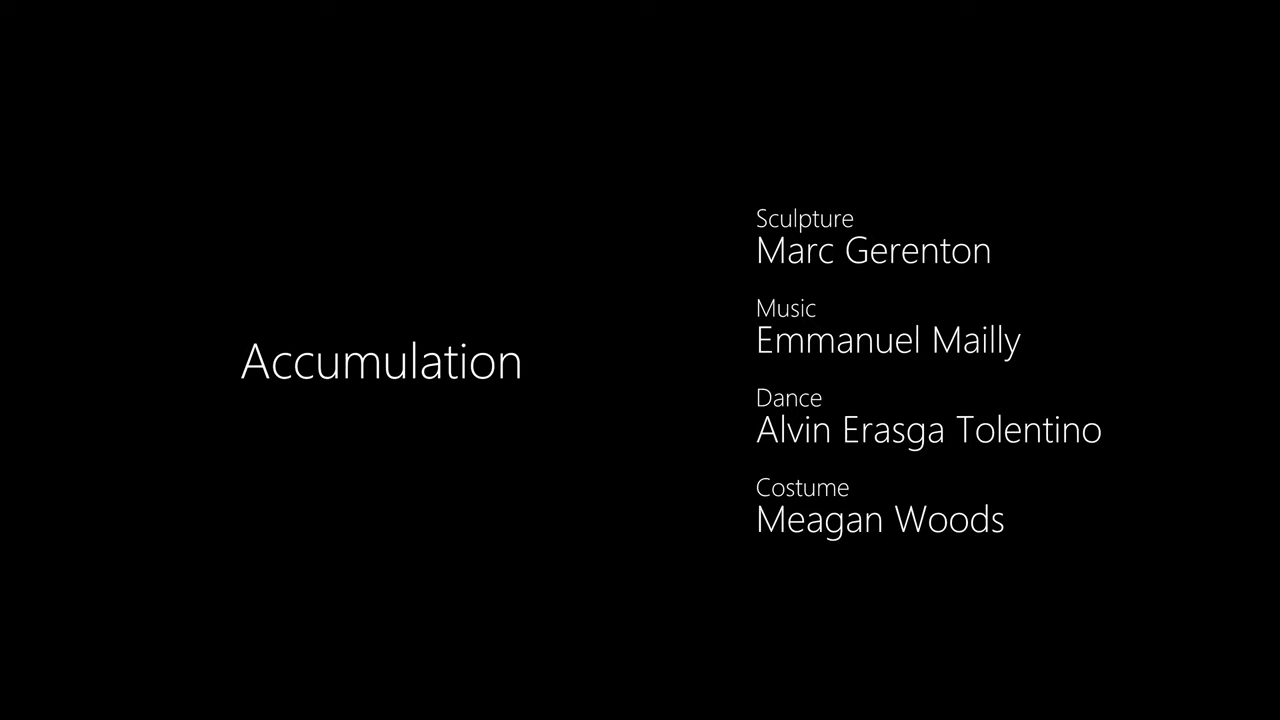 Accumulation
Sculpture
Marc Gerenton
Music
Emmanuel Mailly
Dance
Alvin Erasga Tolentino
Costume
Meagan Woods